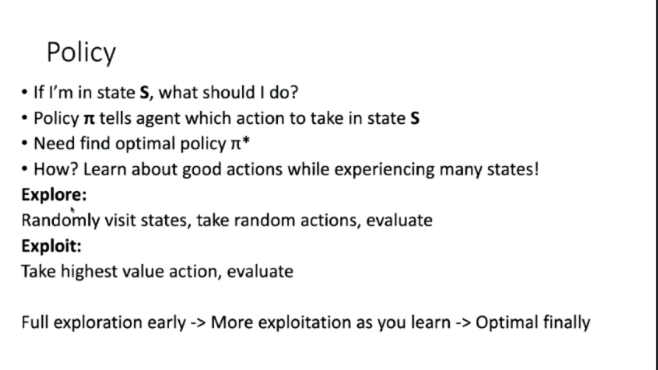 Policy
• If I'm in state S, what should I do?
• Policy π tells agent which action to take in state S
• Need find optimal policy π*
• How? Learn about good actions while experiencing many states!
Explore:
Randomly visit states, take random actions, evaluate
Exploit:
Take highest value action, evaluate
Full exploration early -> More exploitation as you learn -> Optimal finally